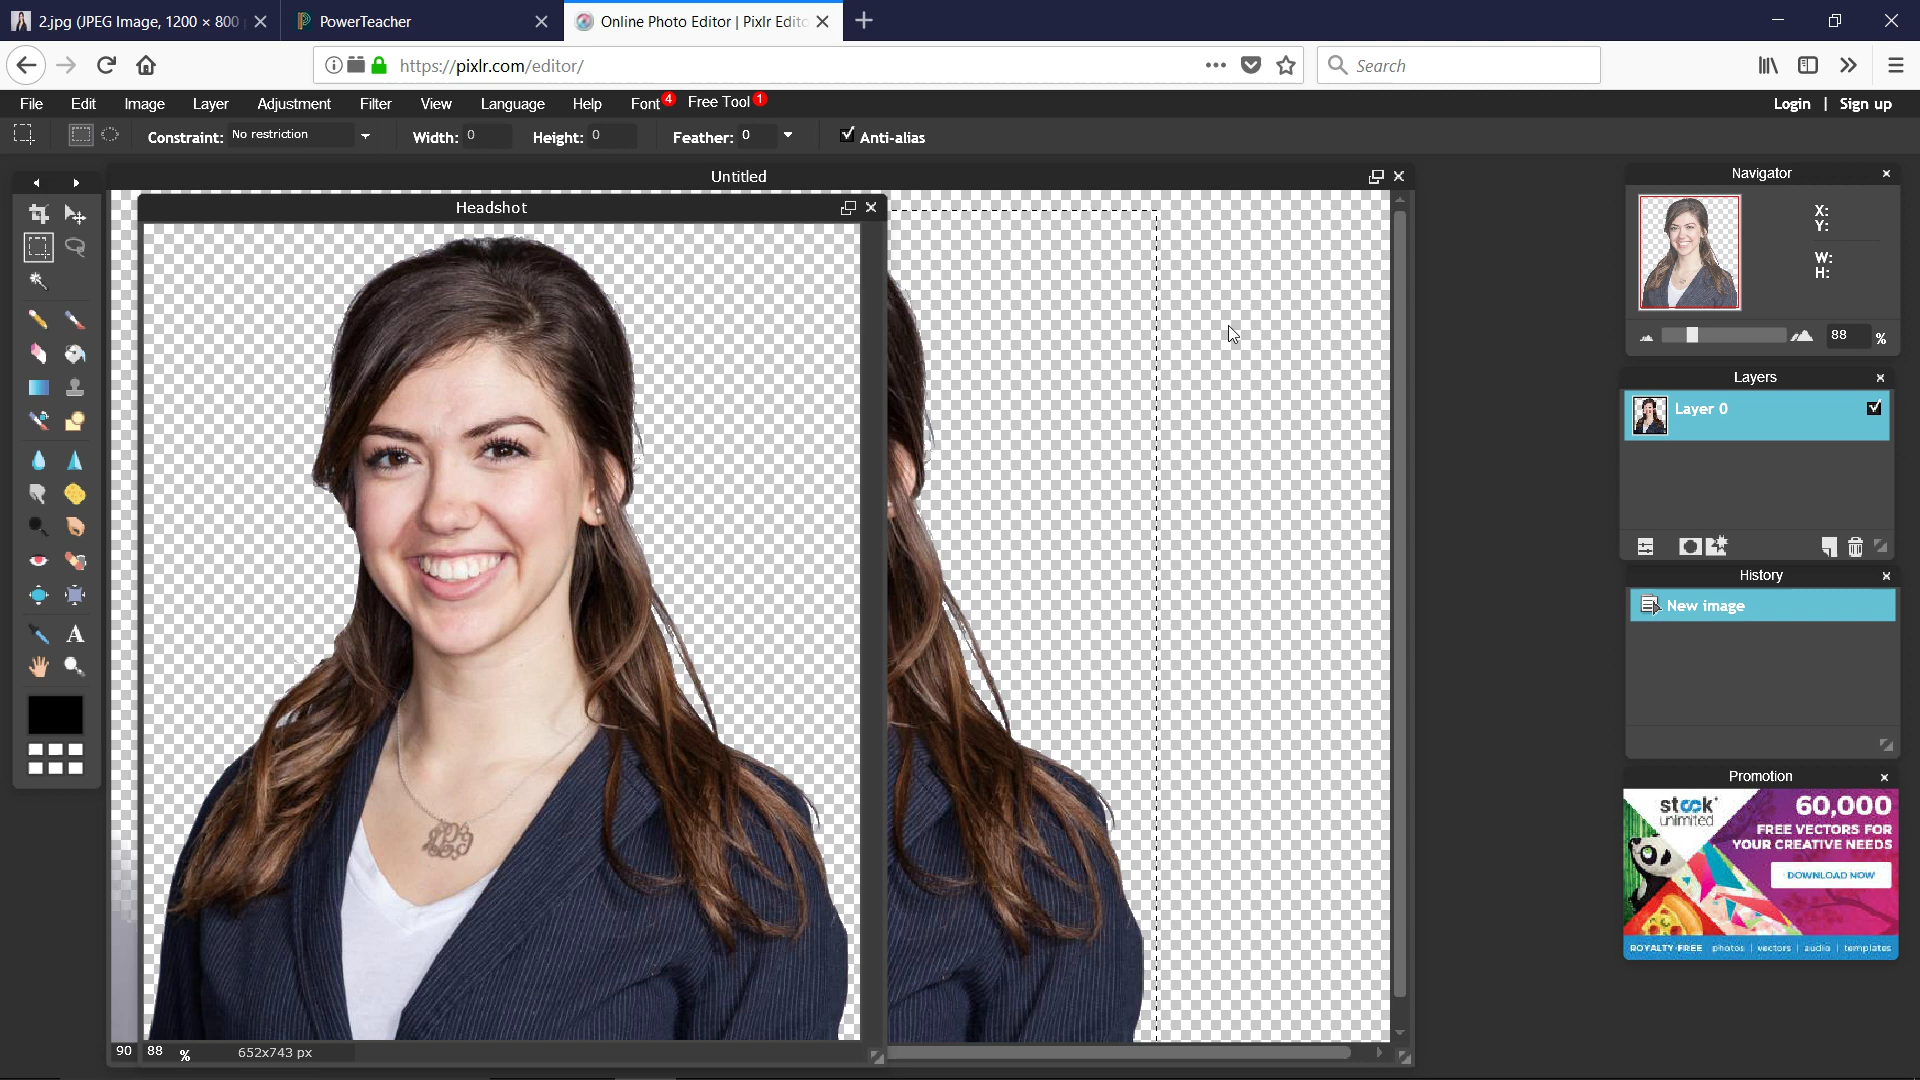 2.jpg (JPEG Image, 1200 × 800
PowerTeacher
Online Photo Editor | Pixlr Edito
https://pixlr.com/editor/
Search
File Edit Image Layer Adjustment Filter View Language Help Font 4 Free Tool 1
Login | Sign up
Constraint: No restriction Width: 0 Height: 0 Feather: 0 Anti-alias
Untitled
Headshot
Navigator
X:
Y:
W:
H:
88 %
Layers
Layer 0
History
New image
Promotion
stock
unlimited
60,000
FREE VECTORS FOR
YOUR CREATIVE NEEDS
DOWNLOAD NOW
ROYALTY-FREE photos | vectors | audio | templates
A
90 88 % 652x743 px